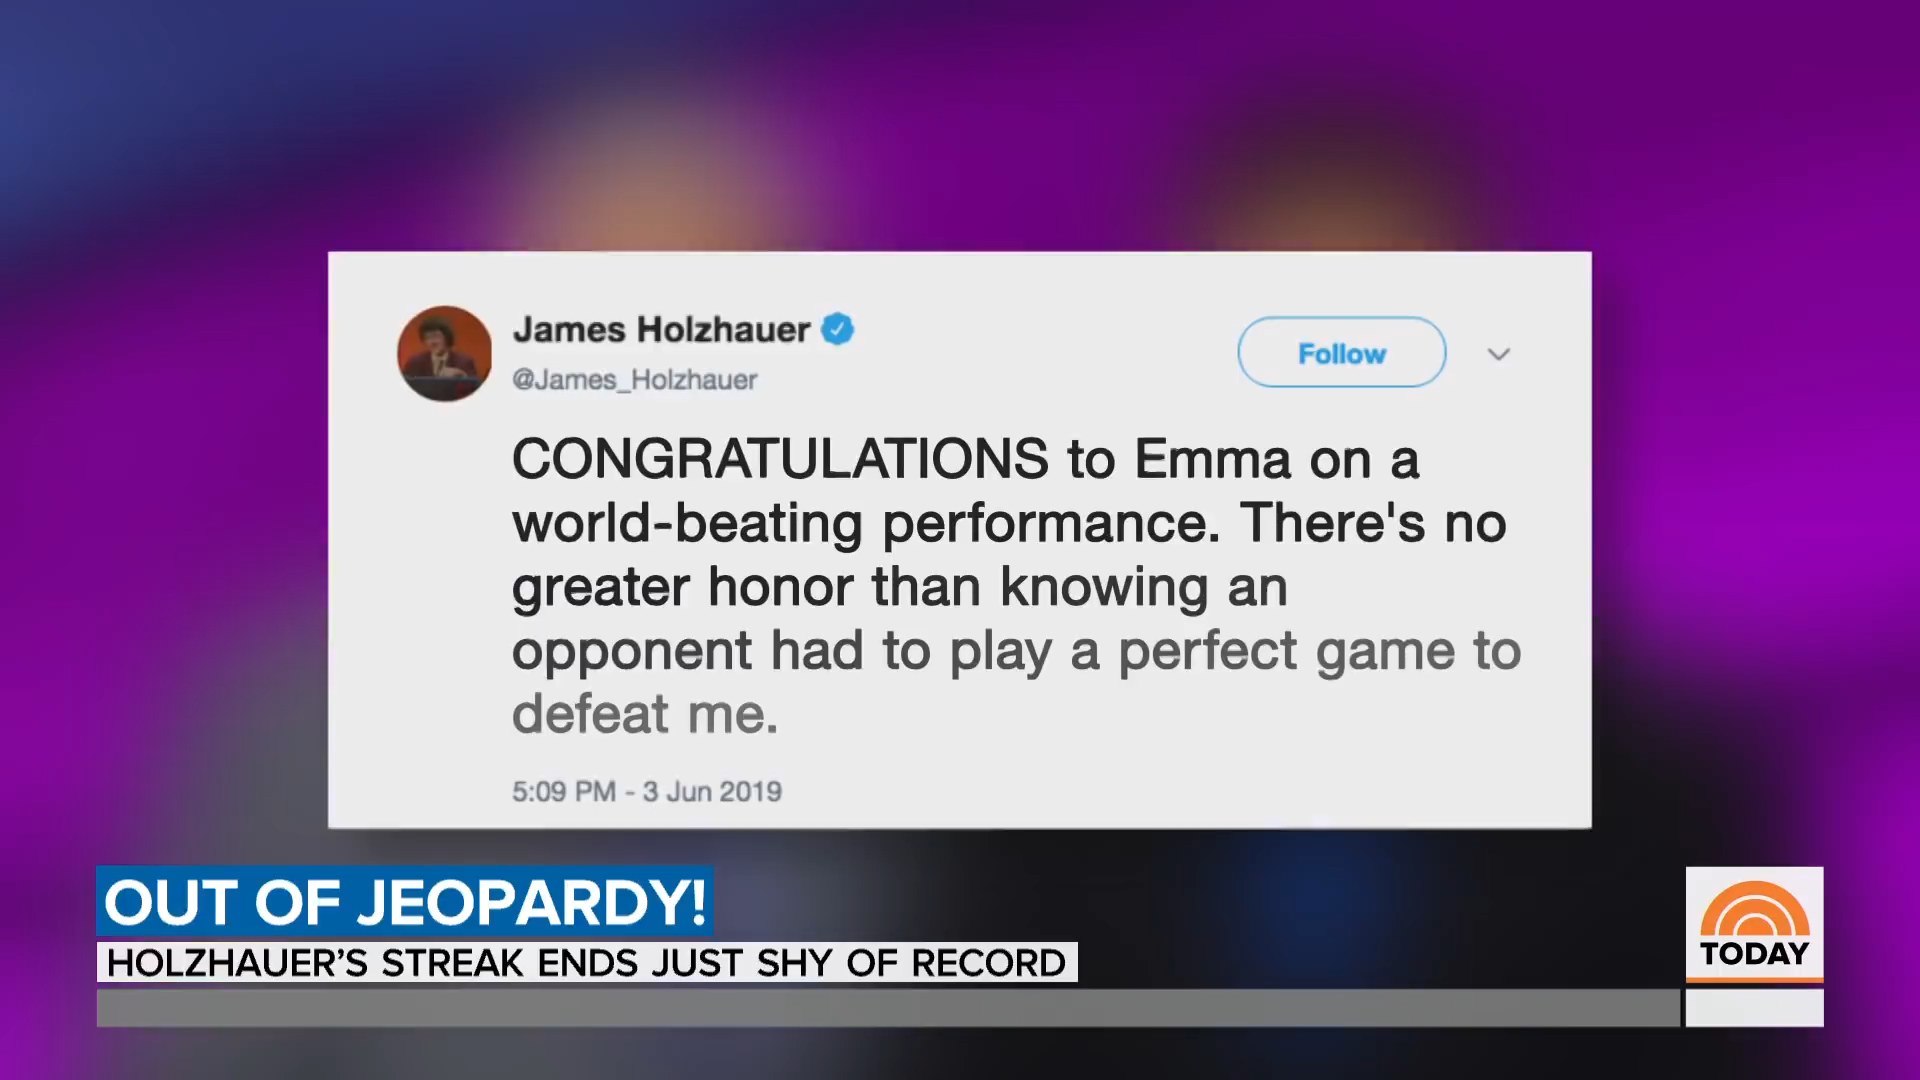 James Holzhauer
@James_Holzhauer
Follow
CONGRATULATIONS to Emma on a
world-beating performance. There's no
greater honor than knowing an
opponent had to play a perfect game to
defeat me.
5:09 PM - 3 Jun 2019
OUT OF JEOPARDY!
HOLZHAUER'S STREAK ENDS JUST SHY OF RECORD
TODAY